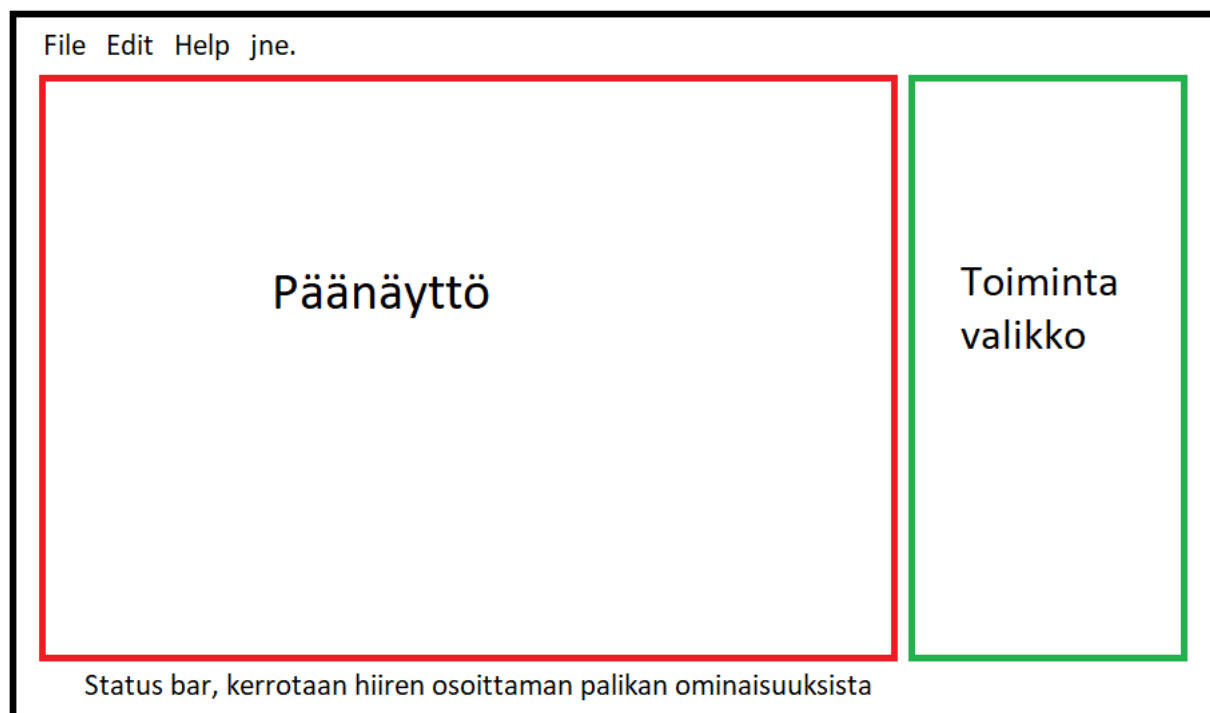 File Edit Help jne.
Päänäyttö
Toiminta
valikko
Status bar, kerrotaan hiiren osoittaman palikan ominaisuuksista